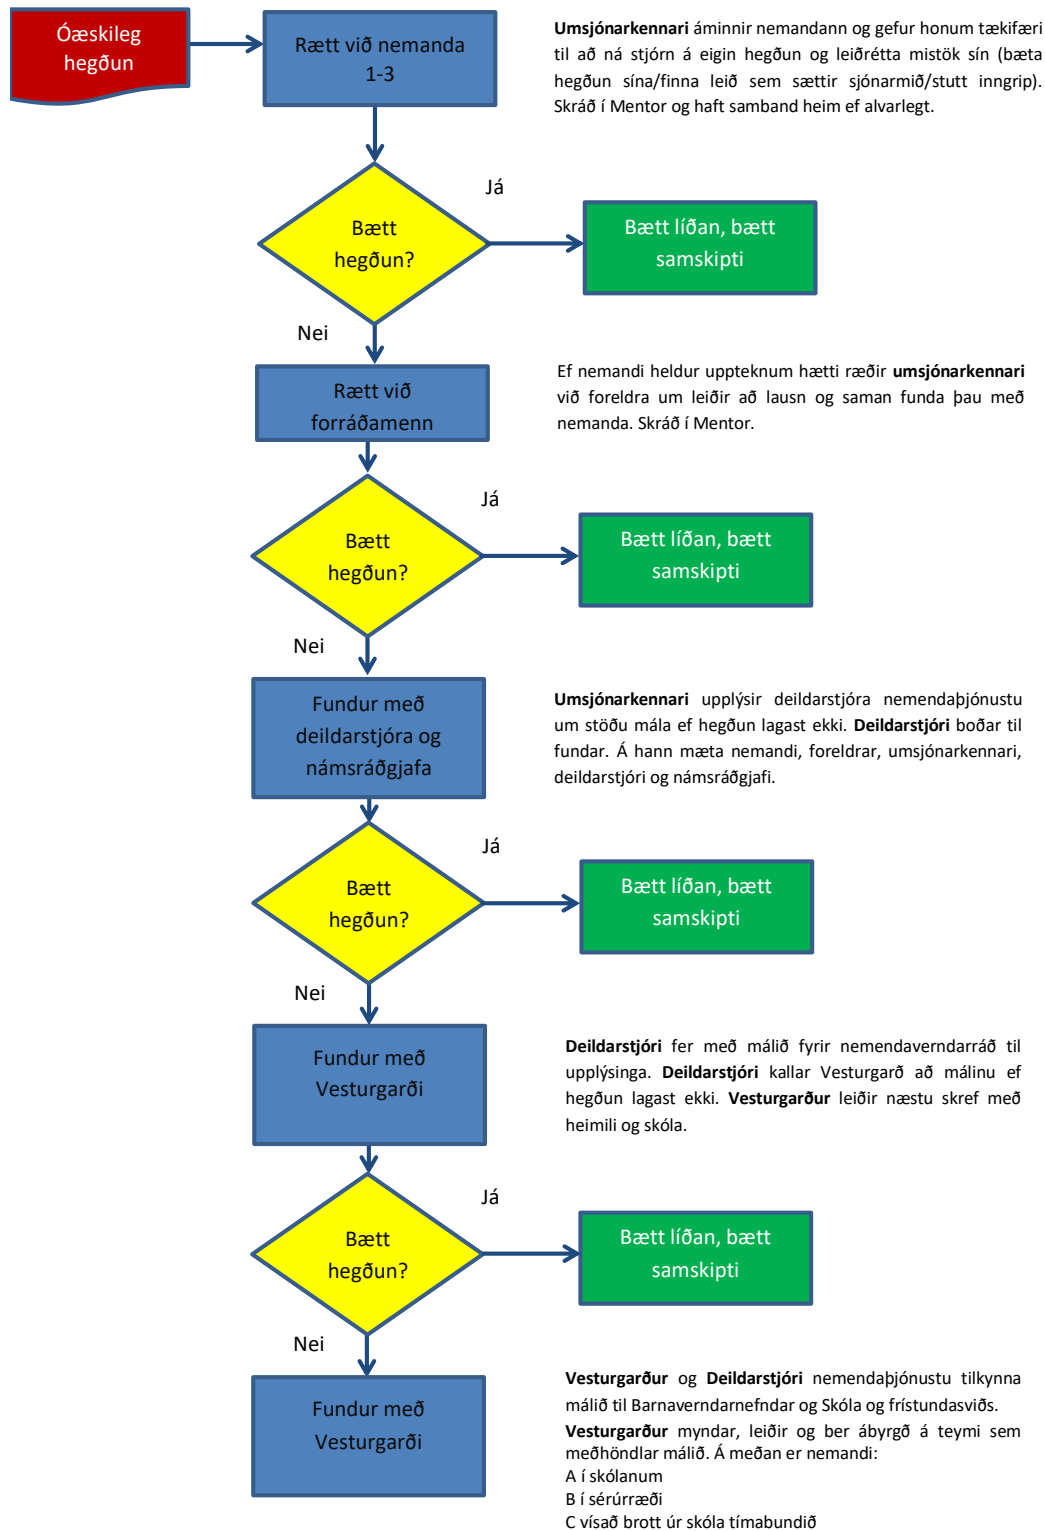 Óæskileg
hegðun
Rætt við nemanda
1-3
Umsjónarkennari áminnir nemandann og gefur honum tækifæri
til að ná stjórn á eigin hegðun og leiðrétta mistök sín (bæta
hegðun sína/finna leið sem sættir sjónarmið/stutt inngrip).
Skráð í Mentor og haft samband heim ef alvarlegt.
Bætt
hegðun?
Já
Bætt líðan, bætt
samskipti
Nei
Rætt við
forráðamenn
Ef nemandi heldur uppteknum hætti ræðir umsjónarkennari
við foreldra um leiðir að lausn og saman funda þau með
nemanda. Skráð í Mentor.
Bætt
hegðun?
Já
Bætt líðan, bætt
samskipti
Nei
Fundur með
deildarstjóra og
námsráðgjafa
Umsjónarkennari upplýsir deildarstjóra nemendaþjónustu
um stöðu mála ef hegðun lagast ekki. Deildarstjóri boðar til
fundar. Á hann mæta nemandi, foreldrar, umsjónarkennari,
deildarstjóri og námsráðgjafi.
Bætt
hegðun?
Já
Bætt líðan, bætt
samskipti
Nei
Fundur með
Vesturgarði
Deildarstjóri fer með málið fyrir nemendaverndarráð til
upplýsinga. Deildarstjóri kallar Vesturgarð að málinu ef
hegðun lagast ekki. Vesturgarður leiðir næstu skref með
heimili og skóla.
Bætt
hegðun?
Já
Bætt líðan, bætt
samskipti
Nei
Fundur með
Vesturgarði
Vesturgarður og Deildarstjóri nemendaþjónustu tilkynna
málið til Barnaverndarnefndar og Skóla og frístundasviðs.
Vesturgarður myndar, leiðir og ber ábyrgð á teymi sem
meðhöndlar málið. Á meðan er nemandi:
A í skólanum
B í sérúrræði
C vísað brott úr skóla tímabundið